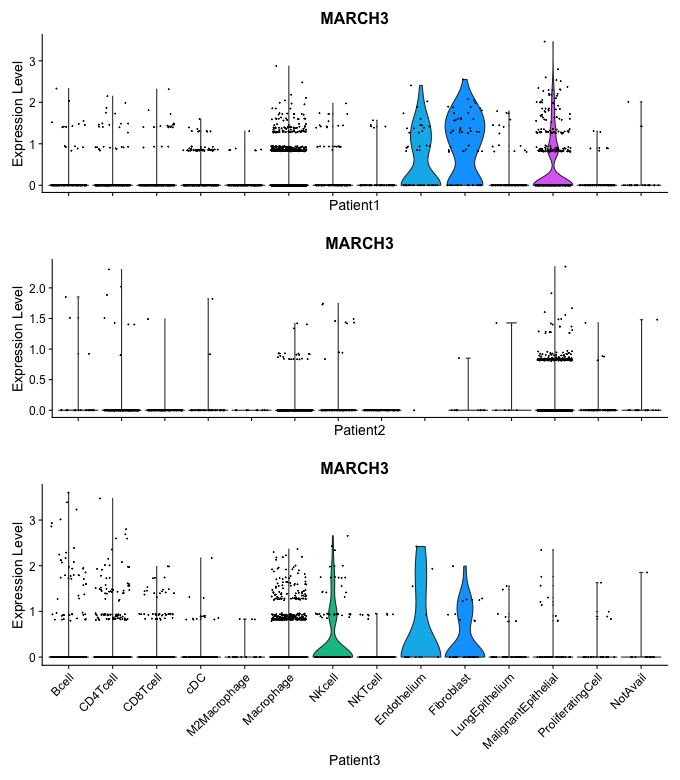 MARCH3
Expression Level
3
2
1
0
Patient1
MARCH3
Expression Level
2.0
1.5
1.0
0.5
0.0
Patient2
MARCH3
Expression Level
3
2
1
0
Bcell
CD4Tcell
CD8Tcell
cDC
M2Macrophage
Macrophage
NKcell
NKTcell
Endothelium
Fibroblast
LungEpithelium
MalignantEpithelial
ProliferatingCell
NotAvail
Patient3